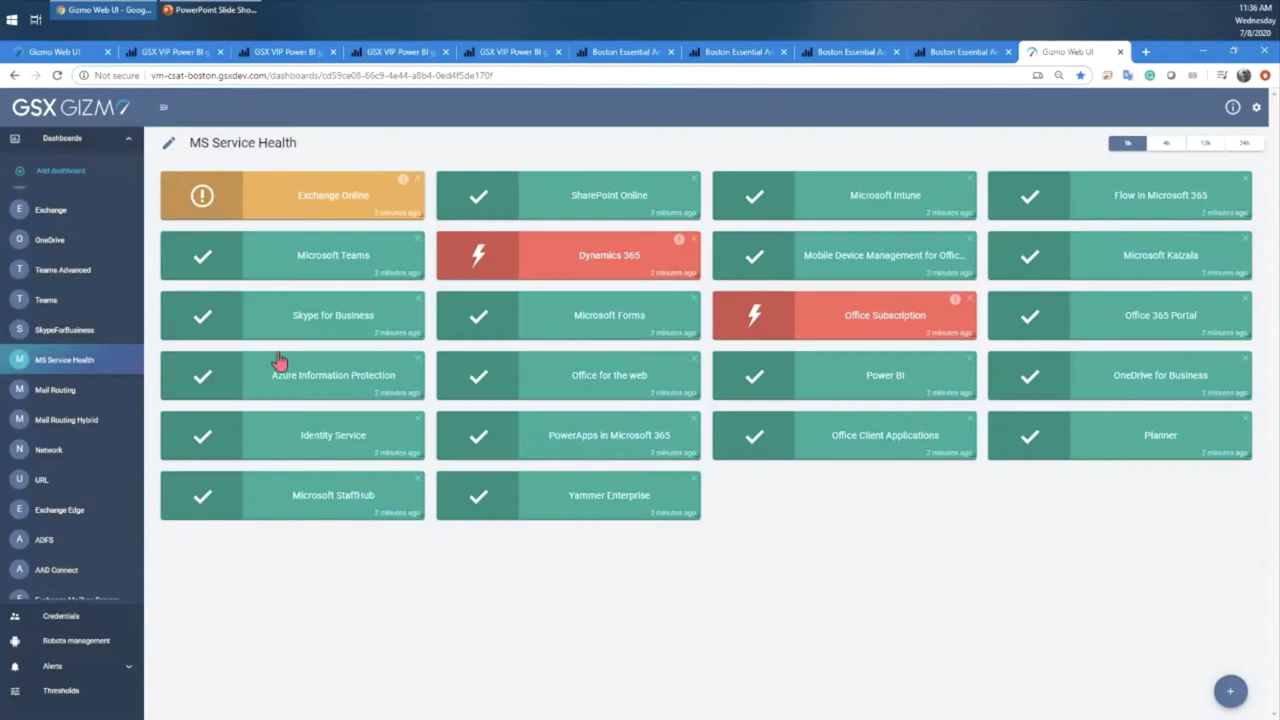 Gizmo Web UI - Goog...
PowerPoint Slide Sho...
11:36 AM
Wednesday
7/8/2020
Gizmo Web UI
GSX VIP Power BI g
GSX VIP Power BI g
GSX VIP Power BI g
GSX VIP Power BI g
Boston Essential An
Boston Essential An
Boston Essential An
Boston Essential An
Gizmo Web UI
Not secure
vm-csat-boston.gsxdev.com/dashboards/cd59ce08-66c9-4e44-a8b4-0ed4f5de170f
GSX GIZMO
Dashboards
Add dashboard
E Exchange
O OneDrive
T Teams Advanced
T Teams
S SkypeForBusiness
M MS Service Health
M Mail Routing
M Mail Routing Hybrid
N Network
U URL
E Exchange Edge
A ADFS
A AAD Connect
Credentials
Robots management
Alerts
Thresholds
MS Service Health
1h 4h 12h 24h
Exchange Online
2 minutes ago
SharePoint Online
2 minutes ago
Microsoft Intune
2 minutes ago
Flow in Microsoft 365
2 minutes ago
Microsoft Teams
2 minutes ago
Dynamics 365
2 minutes ago
Mobile Device Management for Offic...
2 minutes ago
Microsoft Kaizala
2 minutes ago
Skype for Business
2 minutes ago
Microsoft Forms
2 minutes ago
Office Subscription
2 minutes ago
Office 365 Portal
2 minutes ago
Azure Information Protection
2 minutes ago
Office for the web
2 minutes ago
Power BI
2 minutes ago
OneDrive for Business
2 minutes ago
Identity Service
2 minutes ago
PowerApps in Microsoft 365
2 minutes ago
Office Client Applications
2 minutes ago
Planner
2 minutes ago
Microsoft StaffHub
2 minutes ago
Yammer Enterprise
2 minutes ago